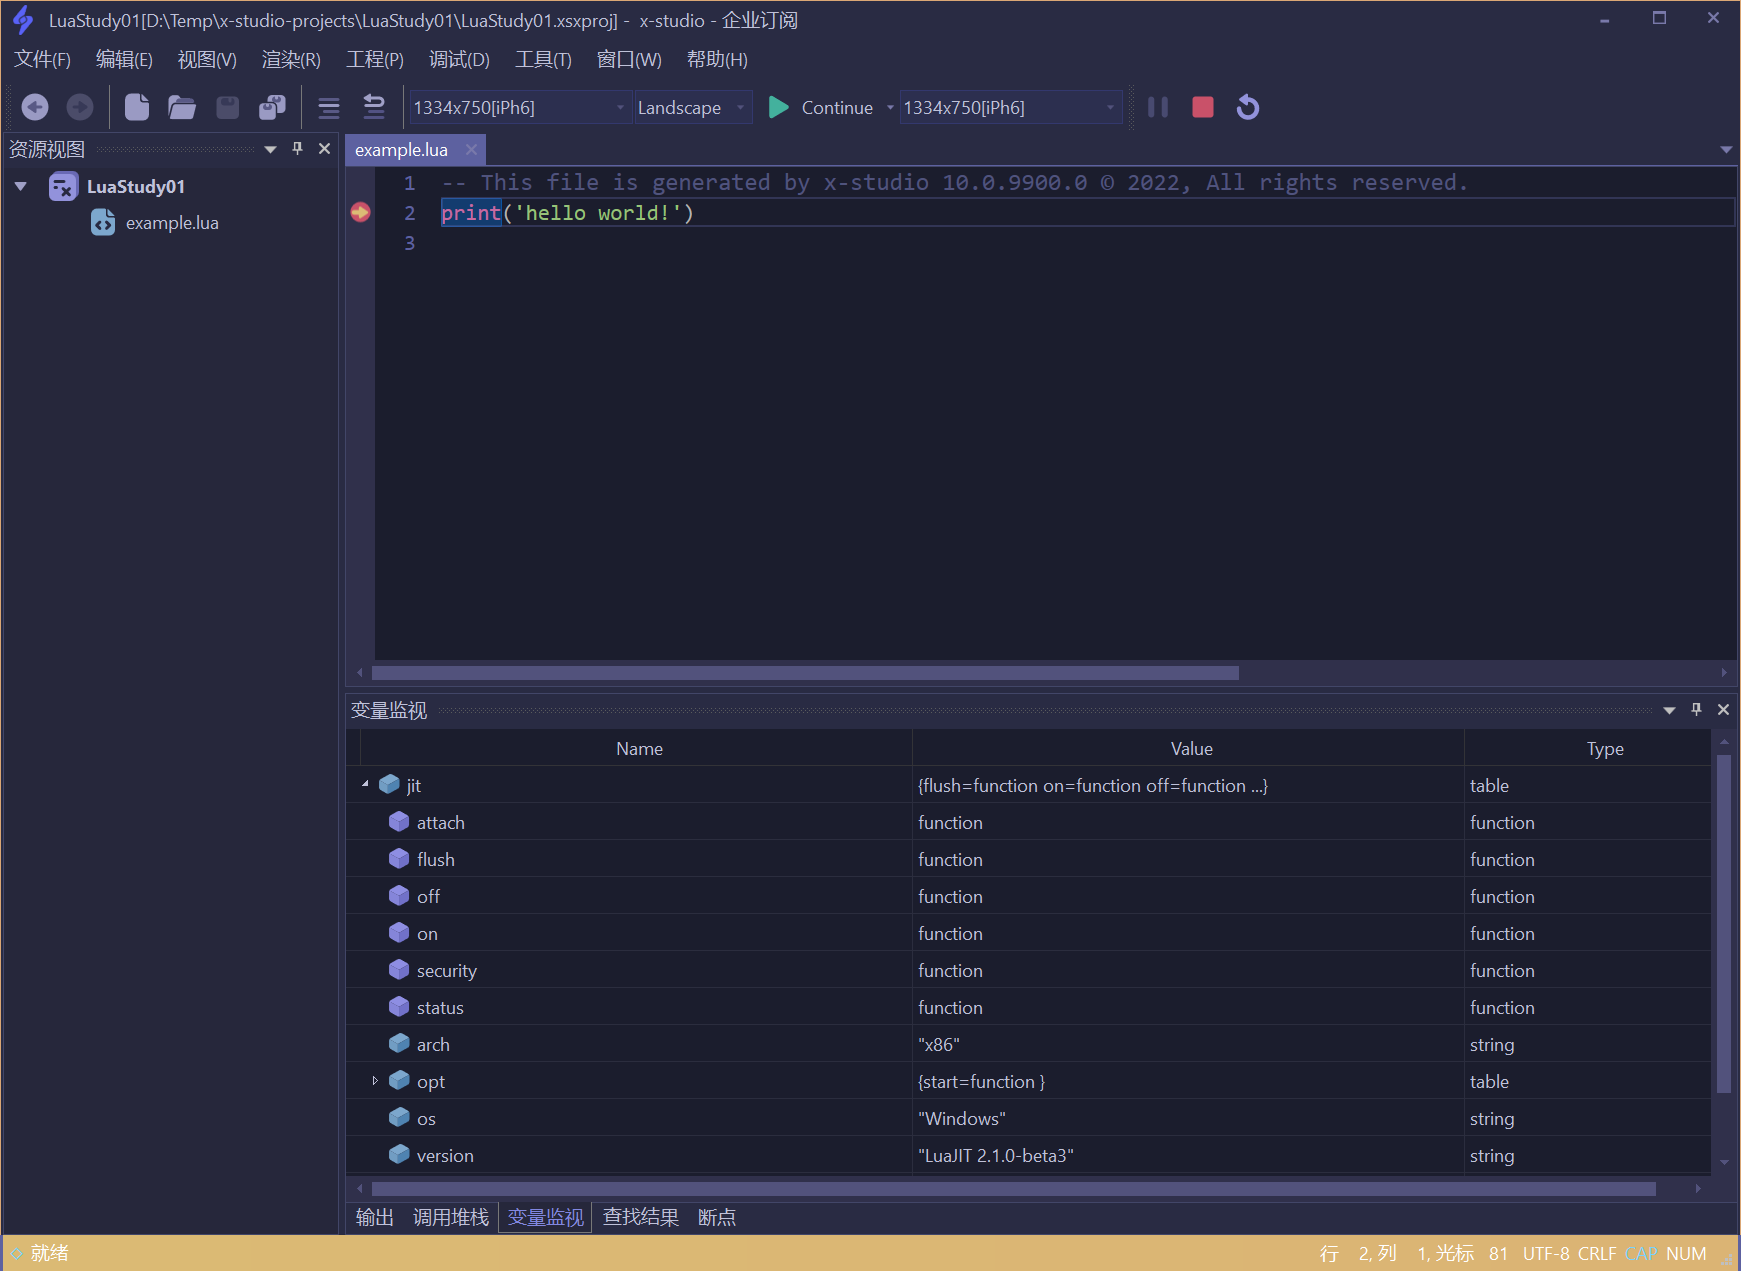 LuaStudy01[D:\Temp\x-studio-projects\LuaStudy01\LuaStudy01.xsxproj] - x-studio - 企业订阅
文件(F) 编辑(E) 视图(V) 渲染(R) 工程(P) 调试(D) 工具(T) 窗口(W) 帮助(H)
1334x750[iPh6] Landscape Continue 1334x750[iPh6]
资源视图
LuaStudy01
example.lua
example.lua
1 -- This file is generated by x-studio 10.0.9900.0 © 2022, All rights reserved.
2 print('hello world!')
3
变量监视
Name Value Type
jit {flush=function on=function off=function ...} table
attach function function
flush function function
off function function
on function function
security function function
status function function
arch "x86" string
opt {start=function } table
os "Windows" string
version "LuaJIT 2.1.0-beta3" string
输出 调用堆栈 变量监视 查找结果 断点
就绪 行 2, 列 1, 光标 81 UTF-8 CRLF CAP NUM